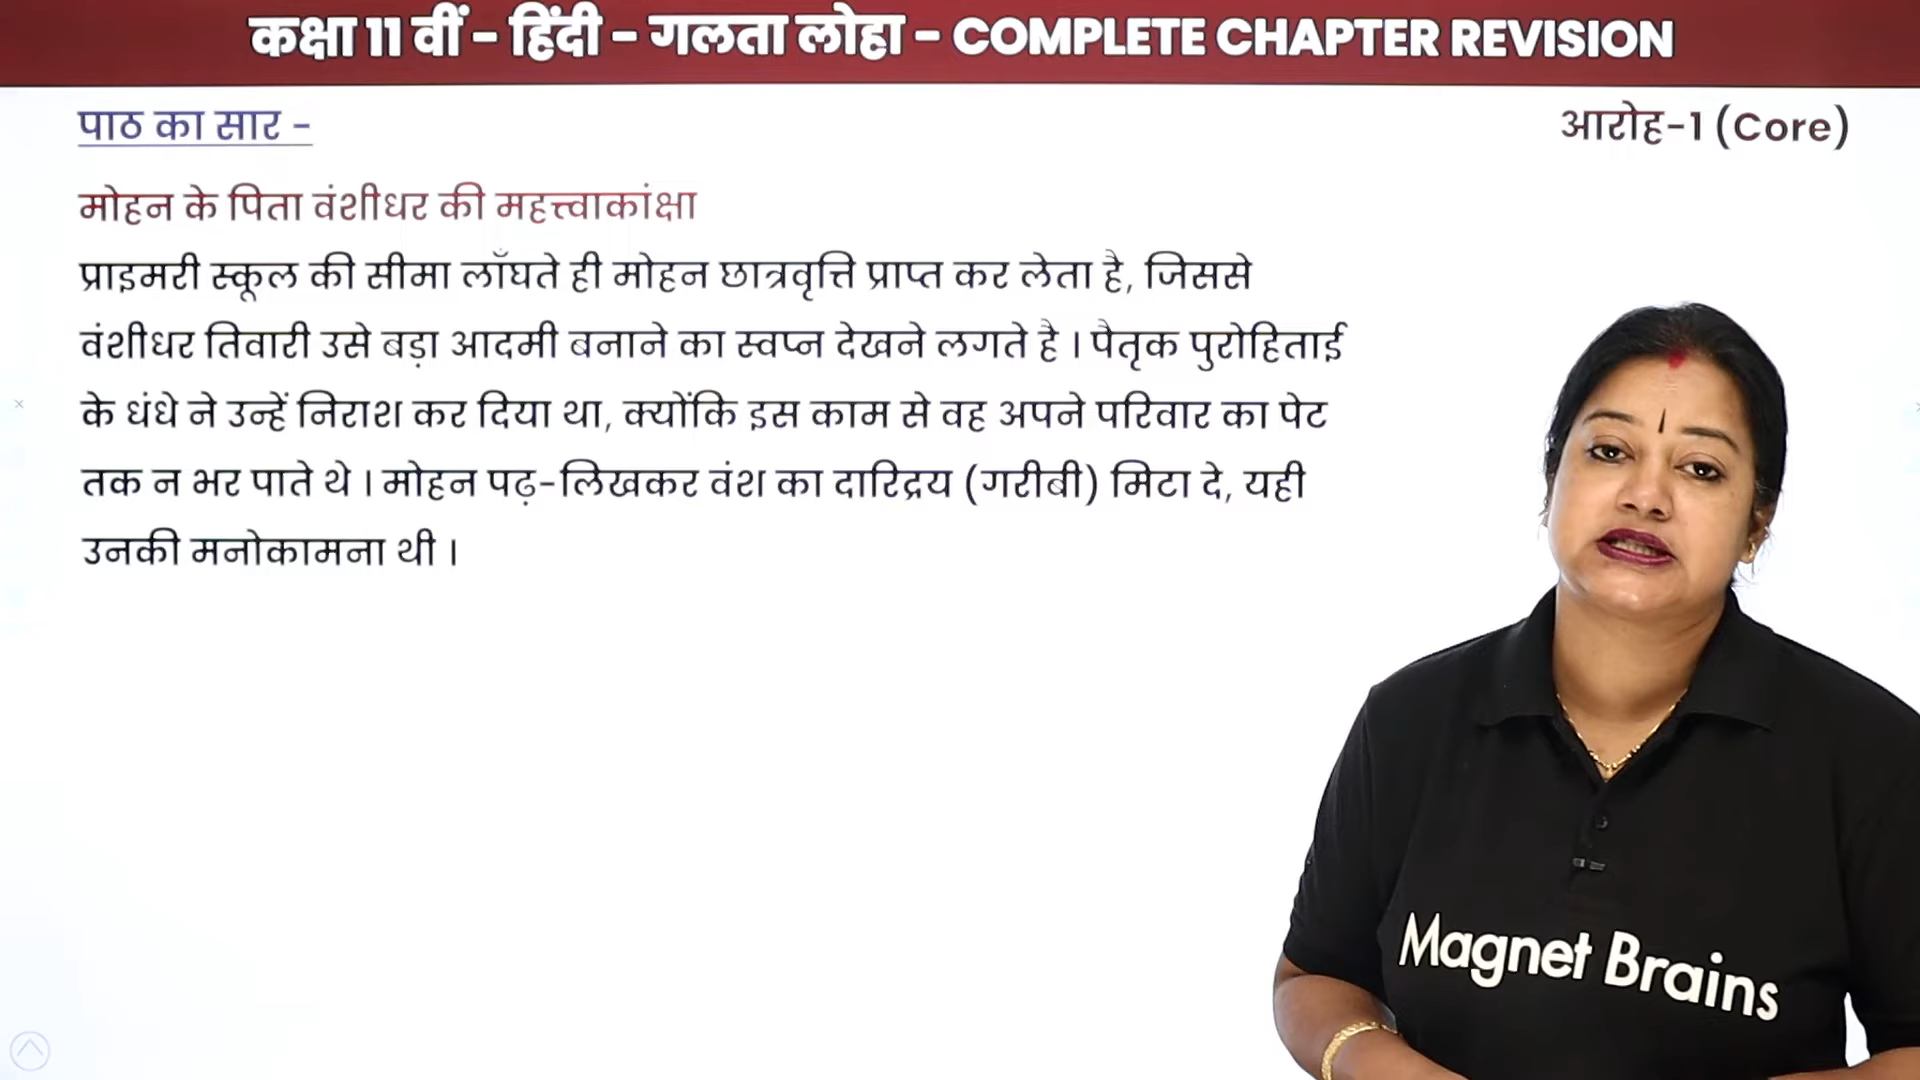 कक्षा 11 वीं - हिंदी - गलता लोहा - COMPLETE CHAPTER REVISION
पाठ का सार -
आरोह-1 (Core)
मोहन के पिता वंशीधर की महत्त्वाकांक्षा
प्राइमरी स्कूल की सीमा लाँघते ही मोहन छात्रवृत्ति प्राप्त कर लेता है, जिससे
वंशीधर तिवारी उसे बड़ा आदमी बनाने का स्वप्न देखने लगते है । पैतृक पुरोहिताई
के धंधे ने उन्हें निराश कर दिया था, क्योंकि इस काम से वह अपने परिवार का पेट
तक न भर पाते थे । मोहन पढ़-लिखकर वंश का दारिद्रय (गरीबी) मिटा दे, यही
उनकी मनोकामना थी ।
Magnet Brains